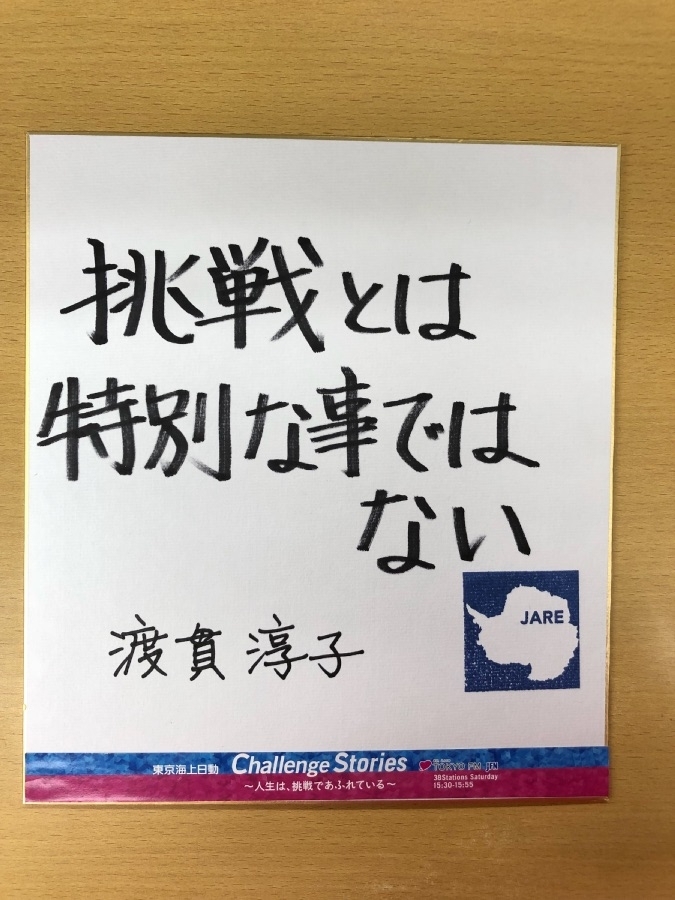 挑戦とは
特別な事では
ない
JARE
渡貫淳子
東京海上日動 Challenge Stories TOKYO FM JFN
〜人生は、挑戦であふれている〜
38Stations Saturday
15:30-15:55